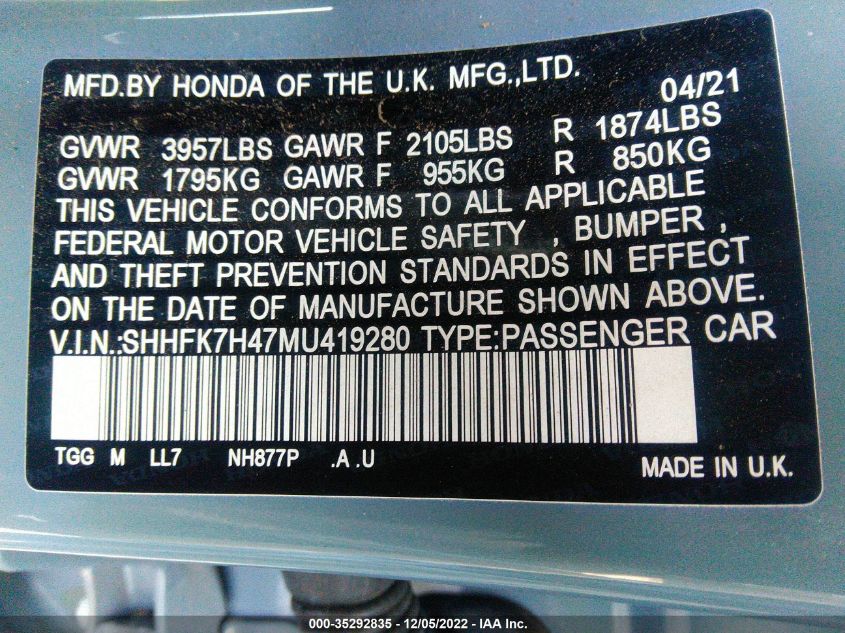 MFD.BY HONDA OF THE U.K. MFG.,LTD. 04/21
GVWR 3957LBS GAWR F 2105LBS R 1874LBS
GVWR 1795KG GAWR F 955KG R 850KG
THIS VEHICLE CONFORMS TO ALL APPLICABLE
FEDERAL MOTOR VEHICLE SAFETY , BUMPER ,
AND THEFT PREVENTION STANDARDS IN EFFECT
ON THE DATE OF MANUFACTURE SHOWN ABOVE.
V.I.N.:SHHFK7H47MU419280 TYPE:PASSENGER CAR
TGG M LL7 NH877P .A .U
MADE IN U.K.
000-35292835 - 12/05/2022 - IAA Inc.